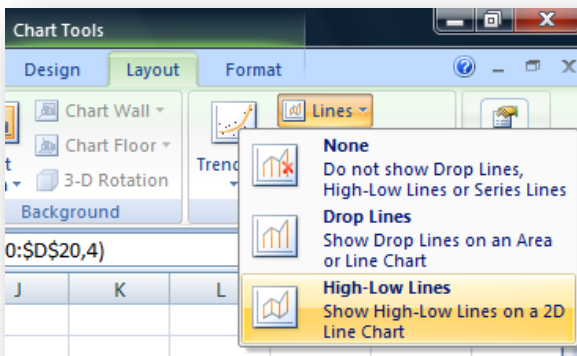 Chart Tools
Design Layout Format
Chart Wall
Lines
Chart Floor
3-D Rotation
Background
None
Do not show Drop Lines,
High-Low Lines or Series Lines
Drop Lines
Show Drop Lines on an Area
or Line Chart
High-Low Lines
Show High-Low Lines on a 2D
Line Chart
0:$D$20,4)
J K L